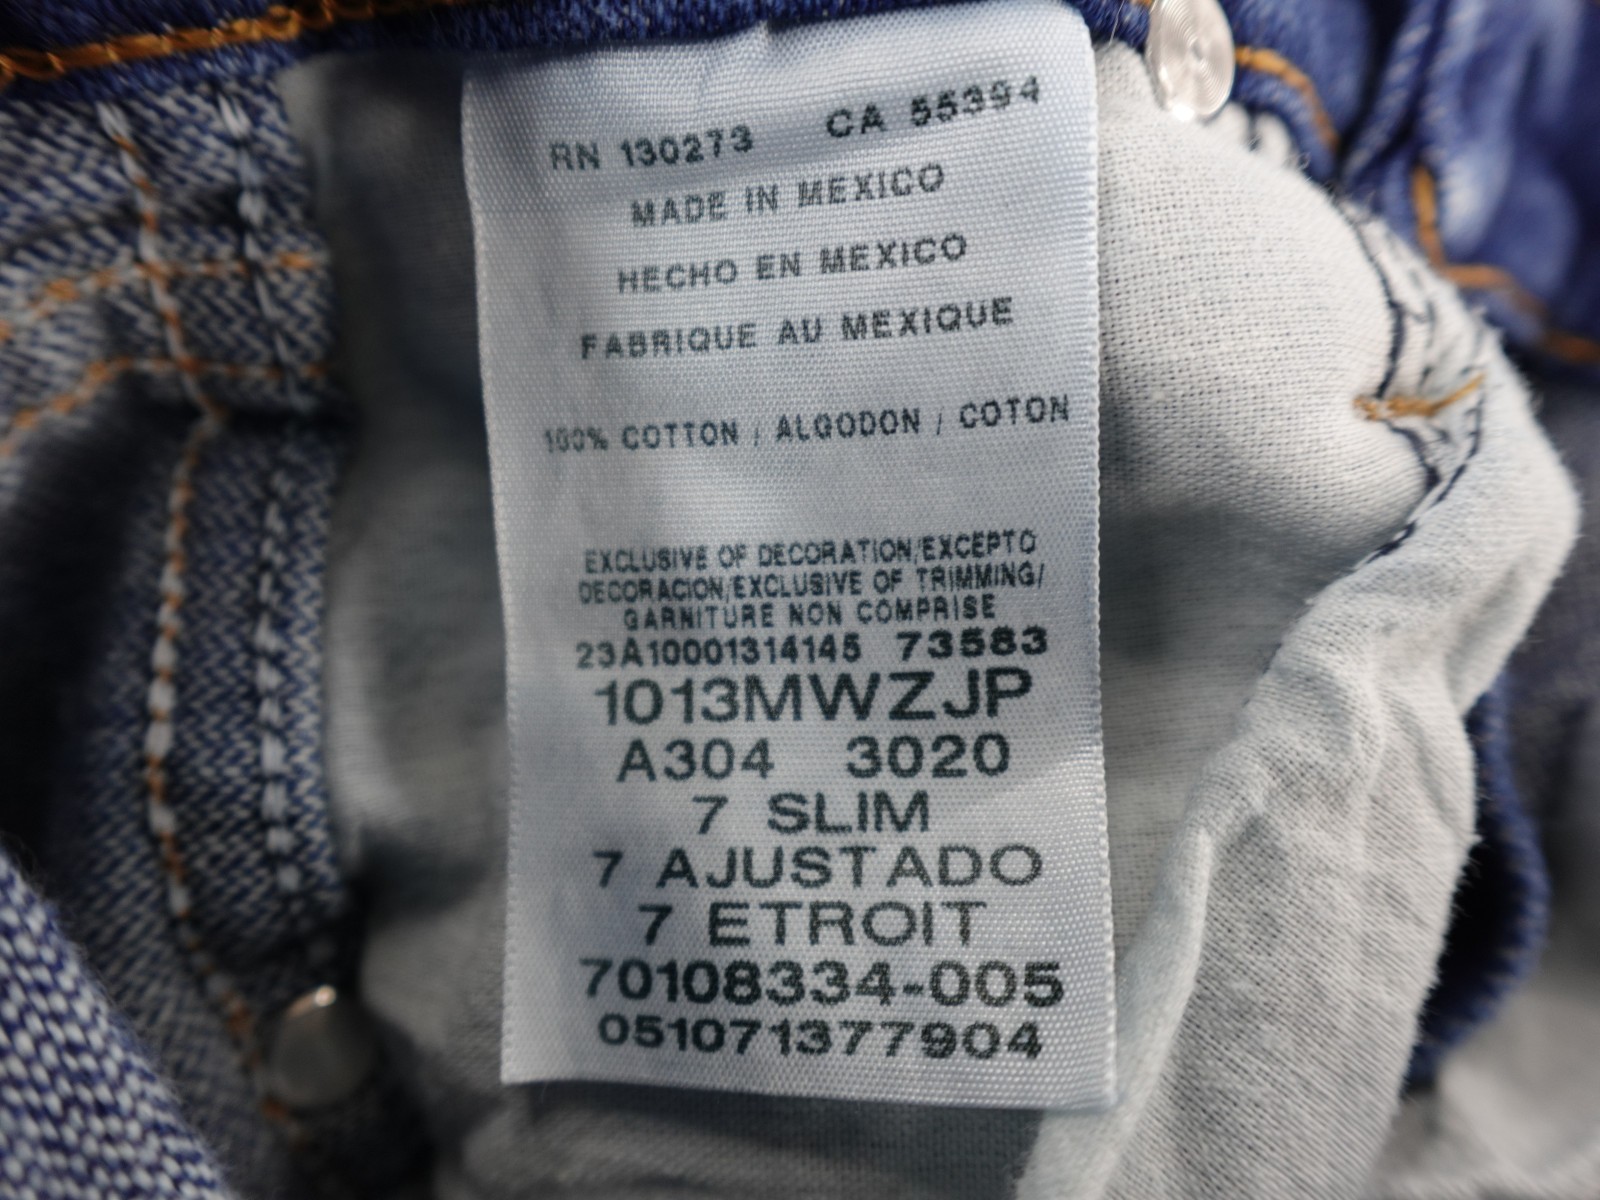 RN 130273 CA 55394
MADE IN MEXICO
HECHO EN MEXICO
FABRIQUE AU MEXIQUE
100% COTTON / ALGODON / COTON
EXCLUSIVE OF DECORATION/EXCEPTO
DECORACION/EXCLUSIVE OF TRIMMING/
GARNITURE NON COMPRISE
23A10001314145 73583
1013MWZJP
A304 3020
7 SLIM
7 AJUSTADO
7 ETROIT
70108334-005
051071377904